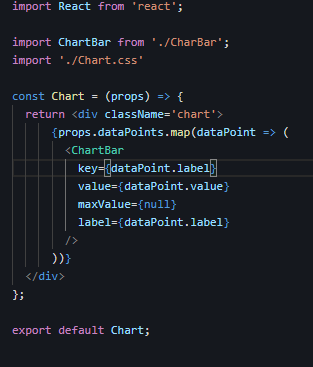 import React from 'react';
import ChartBar from './CharBar';
import './Chart.css'
const Chart = (props) => {
return <div className='chart'>
{props.dataPoints.map(dataPoint => (
<ChartBar
key={dataPoint.label}
value={dataPoint.value}
maxValue={null}
label={dataPoint.label}
/>
))}
</div>
};
export default Chart;